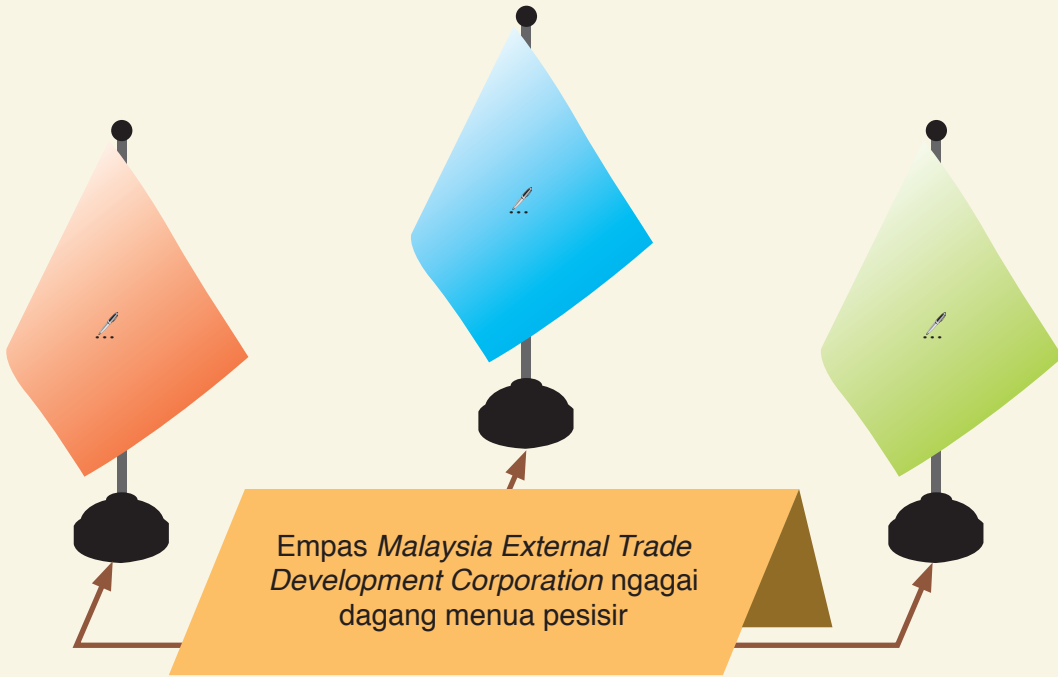 Empas Malaysia External Trade
Development Corporation ngagai
dagang menua pesisir